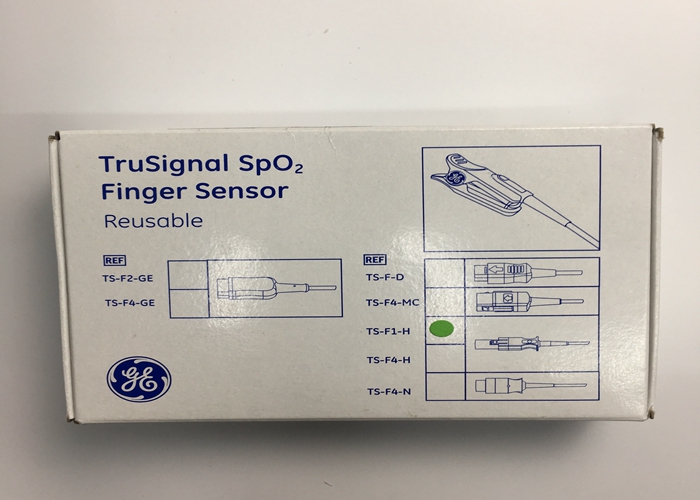 TruSignal SpO₂
Finger Sensor
Reusable
REF
TS-F2-GE
TS-F4-GE
REF
TS-F-D
TS-F4-MC
TS-F1-H
TS-F4-H
TS-F4-N
GE